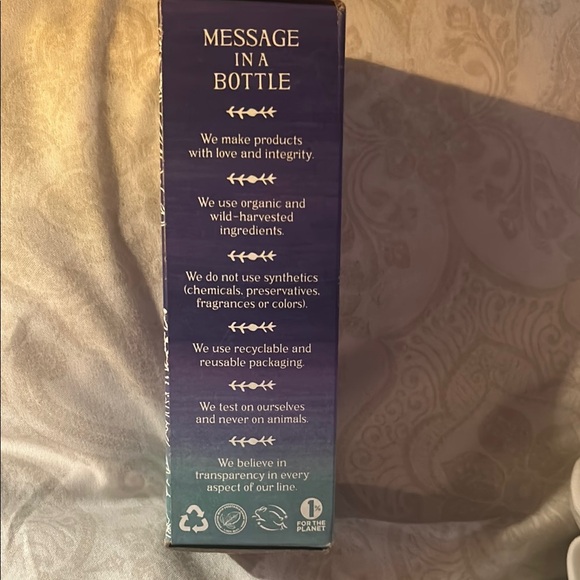 MESSAGE
IN A
BOTTLE
We make products
with love and integrity.
We use organic and
wild-harvested
ingredients.
We do not use synthetics
(chemicals, preservatives,
fragrances or colors).
We use recyclable and
reusable packaging.
We test on ourselves
and never on animals.
We believe in
transparency in every
aspect of our line.
1%
FOR THE
PLANET